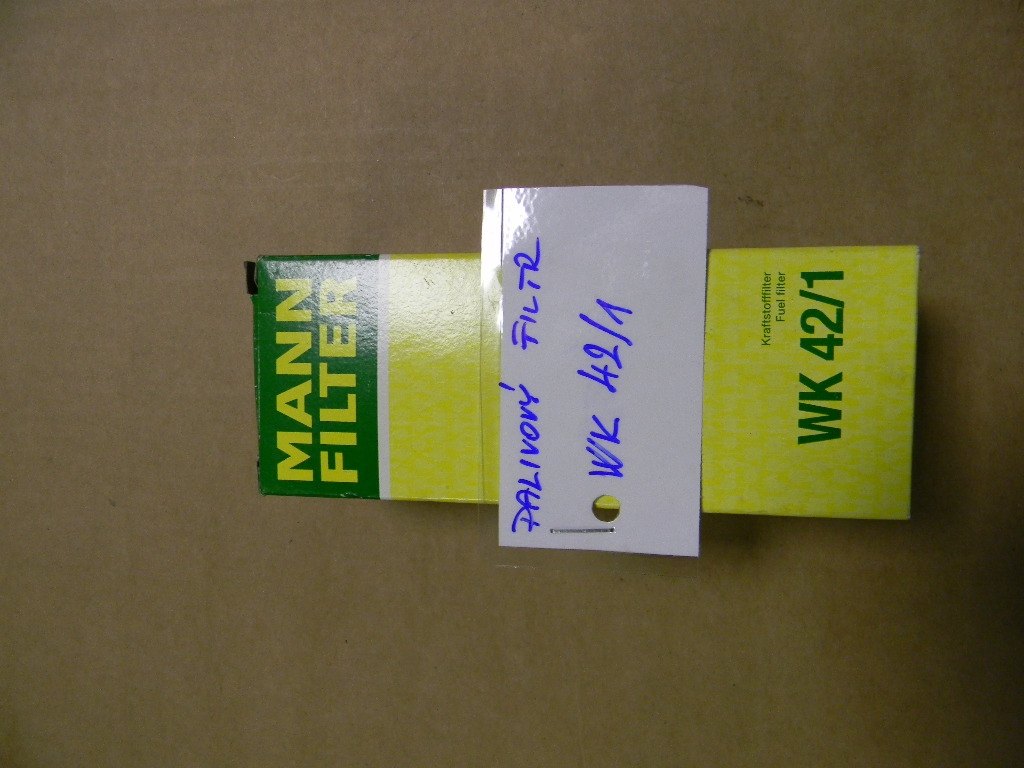 MANN
FILTER
PALIVOVÝ FILTR
WK 42/1
Kraftstofffilter
Fuel filter
WK 42/1